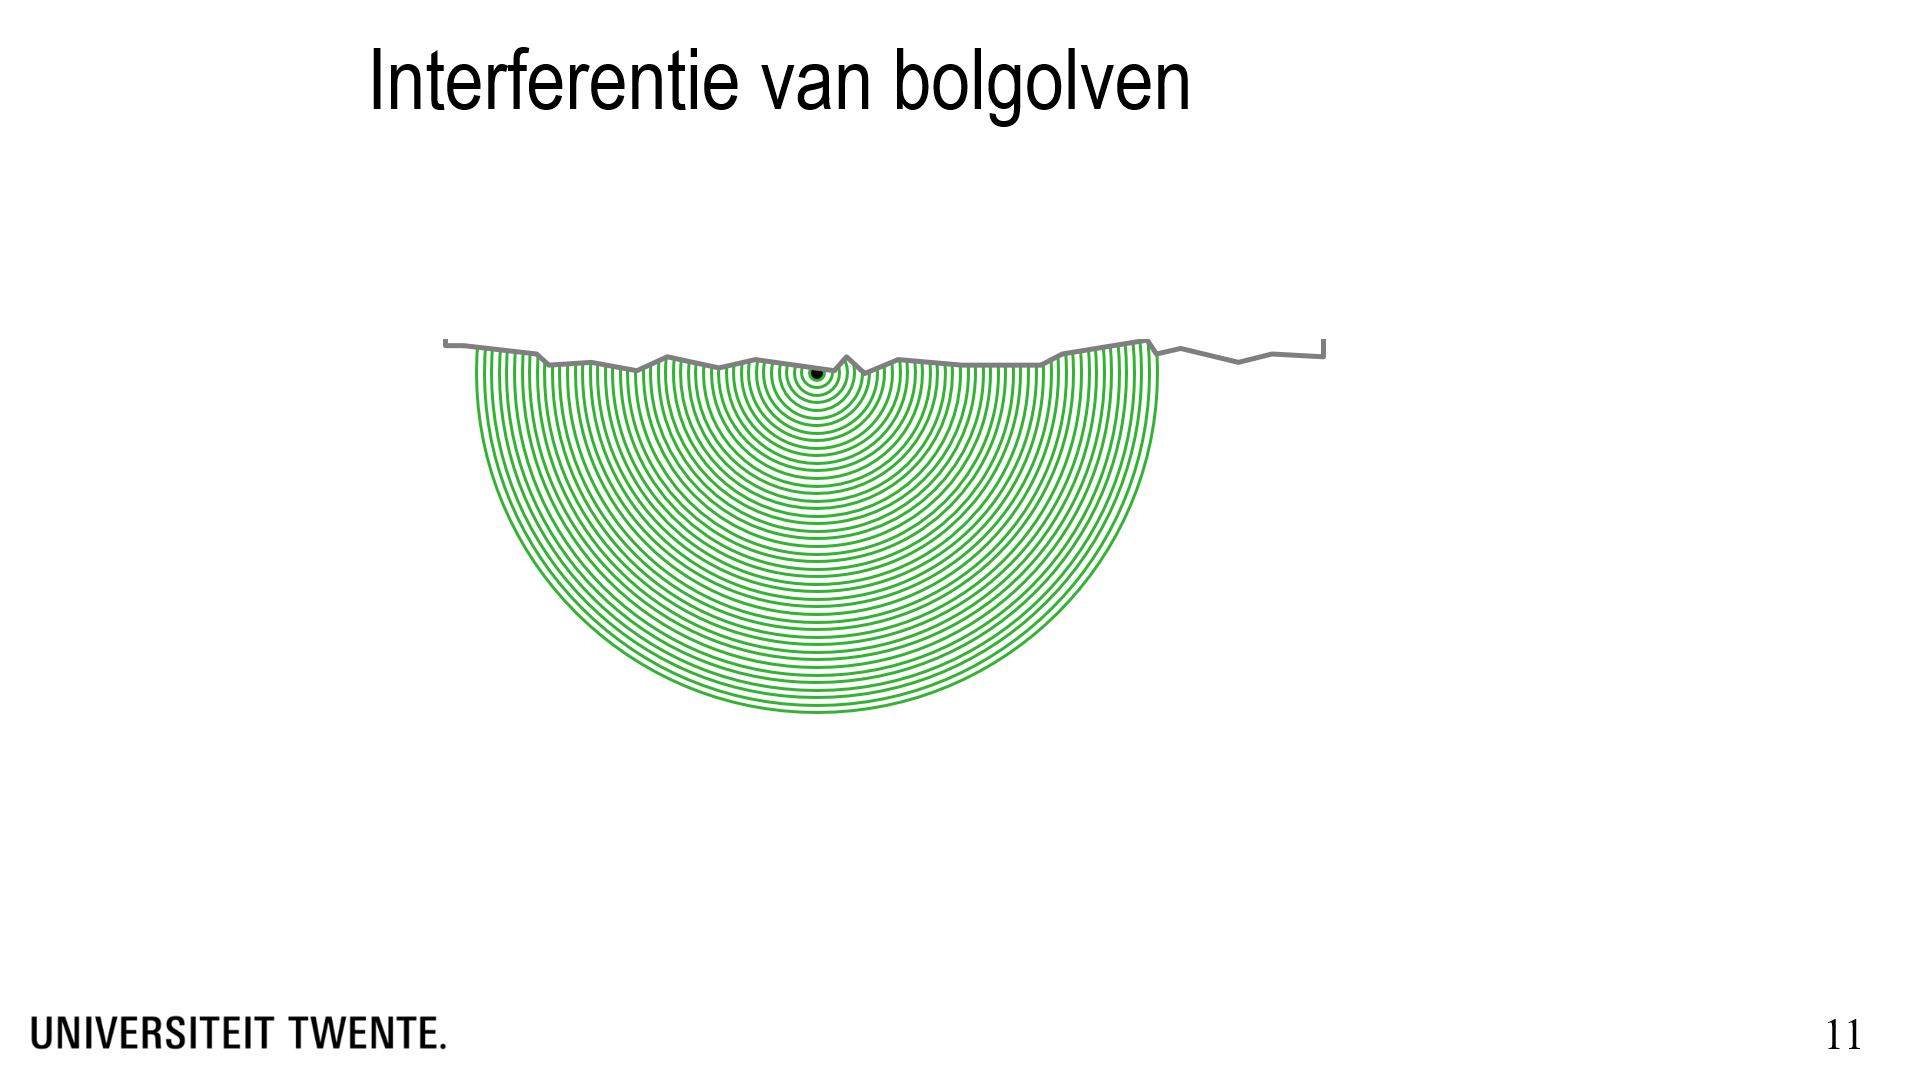 Interferentie van bolgolven
UNIVERSITEIT TWENTE.
11